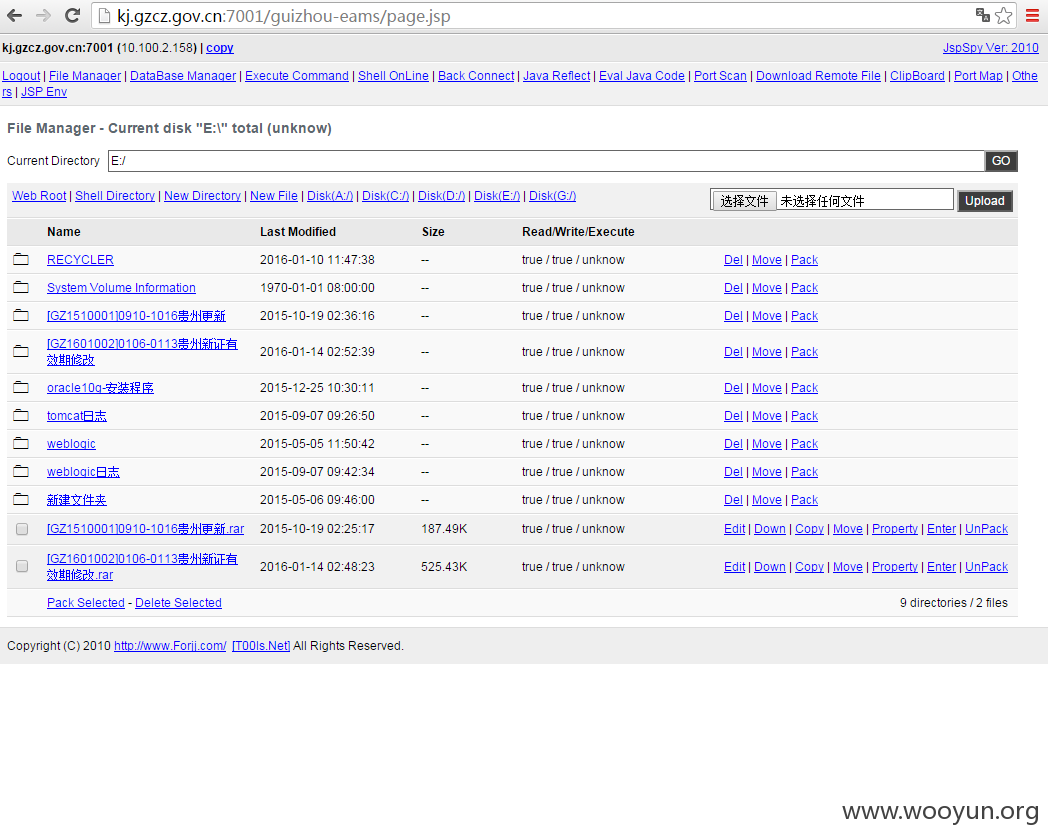 kj.gzcz.gov.cn:7001/guizhou-eams/page.jsp
kj.gzcz.gov.cn:7001 (10.100.2.158) | copy JspSpy Ver: 2010
Logout | File Manager | DataBase Manager | Execute Command | Shell OnLine | Back Connect | Java Reflect | Eval Java Code | Port Scan | Download Remote File | ClipBoard | Port Map | Othe
rs | JSP Env
File Manager - Current disk "E:\" total (unknow)
Current Directory E:/ GO
Web Root | Shell Directory | New Directory | New File | Disk(A:/) | Disk(C:/) | Disk(D:/) | Disk(E:/) | Disk(G:/) 选择文件 未选择任何文件 Upload
Name Last Modified Size Read/Write/Execute
RECYCLER 2016-01-10 11:47:38 -- true / true / unknow Del | Move | Pack
System Volume Information 1970-01-01 08:00:00 -- true / true / unknow Del | Move | Pack
[GZ1510001]0910-1016贵州更新 2015-10-19 02:36:16 -- true / true / unknow Del | Move | Pack
[GZ1601002]0106-0113贵州新证有
效期修改 2016-01-14 02:52:39 -- true / true / unknow Del | Move | Pack
oracle10g-安装程序 2015-12-25 10:30:11 -- true / true / unknow Del | Move | Pack
tomcat日志 2015-09-07 09:26:50 -- true / true / unknow Del | Move | Pack
weblogic 2015-05-05 11:50:42 -- true / true / unknow Del | Move | Pack
weblogic日志 2015-09-07 09:42:34 -- true / true / unknow Del | Move | Pack
新建文件夹 2015-05-06 09:46:00 -- true / true / unknow Del | Move | Pack
[GZ1510001]0910-1016贵州更新.rar 2015-10-19 02:25:17 187.49K true / true / unknow Edit | Down | Copy | Move | Property | Enter | UnPack
[GZ1601002]0106-0113贵州新证有
效期修改.rar 2016-01-14 02:48:23 525.43K true / true / unknow Edit | Down | Copy | Move | Property | Enter | UnPack
Pack Selected - Delete Selected 9 directories / 2 files
Copyright (C) 2010 http://www.Forjj.com/ [T00ls.Net] All Rights Reserved.
www.wooyun.org